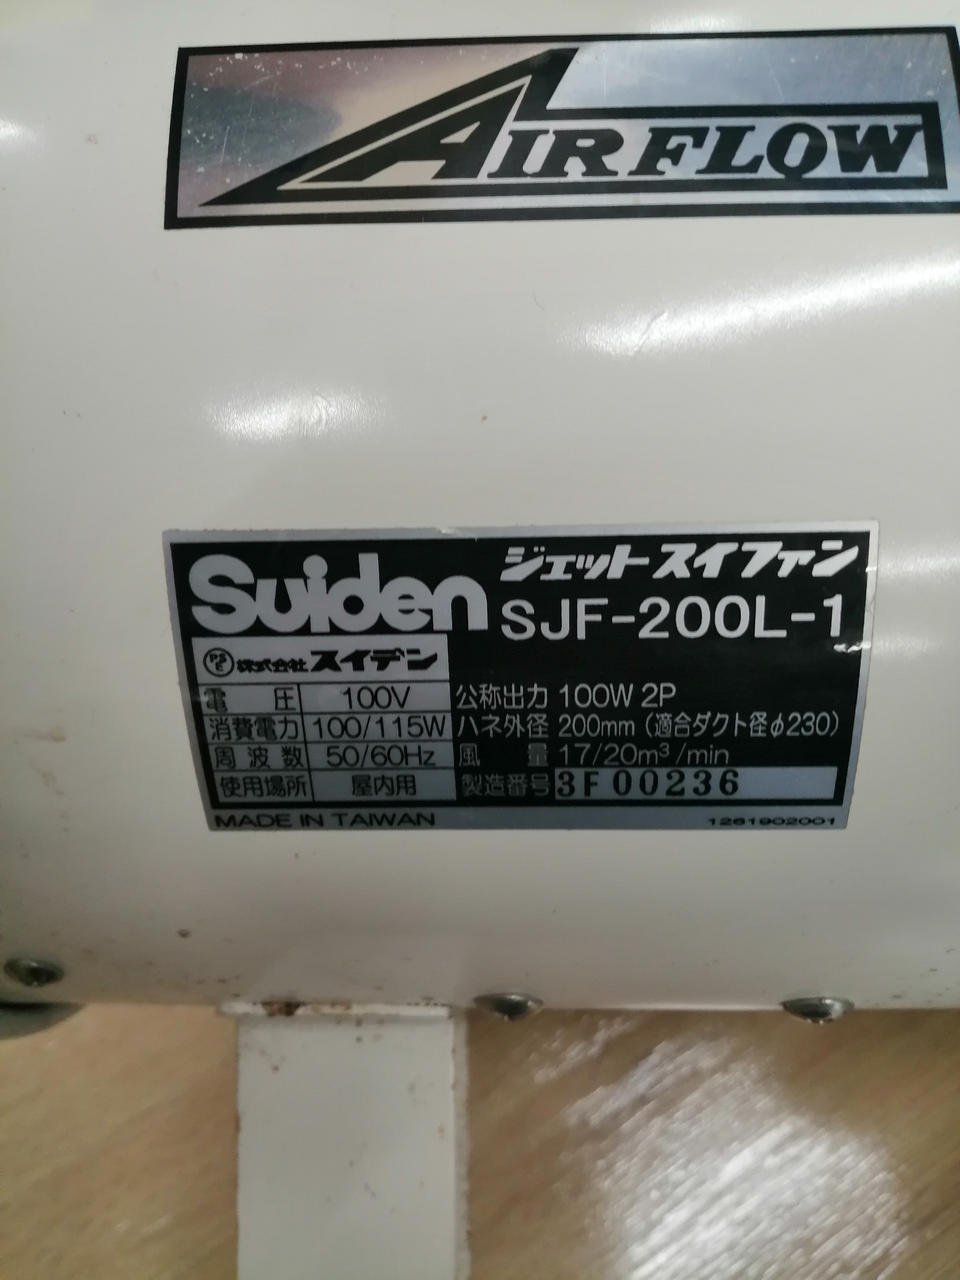 AIRFLOW
Suiden ジェットスイファン
SJF-200L-1
PSE 株式会社スイデン
電圧 100V 公称出力 100W 2P
消費電力 100/115W ハネ外径 200mm (適合ダクト径φ230)
周波数 50/60Hz 風量 17/20m³/min
使用場所 屋内用 製造番号 3F00236
MADE IN TAIWAN 1261902001